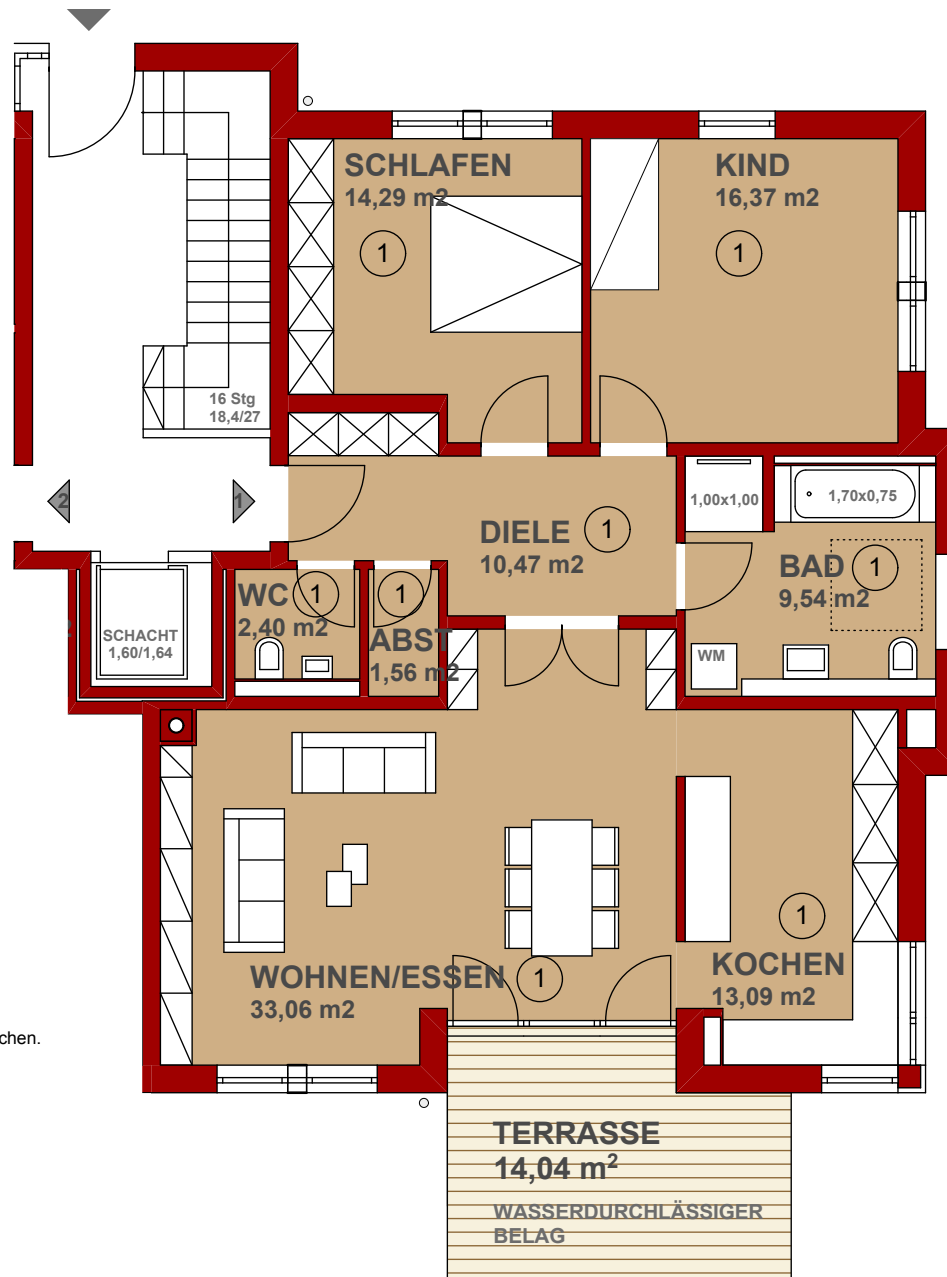 SCHLAFEN
14,29 m2
1
KIND
16,37 m2
1
16 Stg
18,4/27
2
1
DIELE
10,47 m2
1
1,00x1,00
1,70x0,75
BAD
9,54 m2
1
WC
2,40 m2
1
ABST
1,56 m2
1
SCHACHT
1,60/1,64
WM
WOHNEN/ESSEN
33,06 m2
1
KOCHEN
13,09 m2
1
chen.
TERRASSE
14,04 m²
WASSERDURCHLÄSSIGER
BELAG